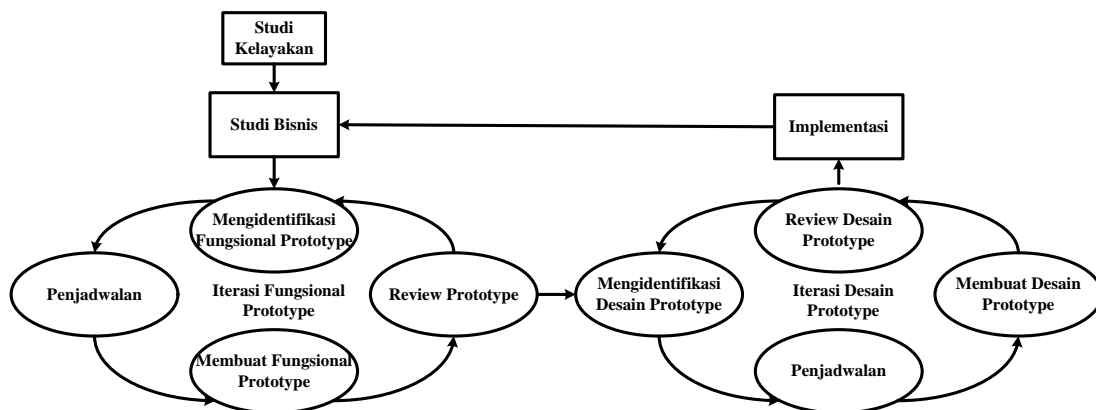 Studi
Kelayakan
Studi Bisnis
Implementasi
Mengidentifikasi
Fungsional Prototype
Penjadwalan
Iterasi Fungsional
Prototype
Review Prototype
Membuat Fungsional
Prototype
Review Desain
Prototype
Mengidentifikasi
Desain Prototype
Iterasi Desain
Prototype
Membuat Desain
Prototype
Penjadwalan